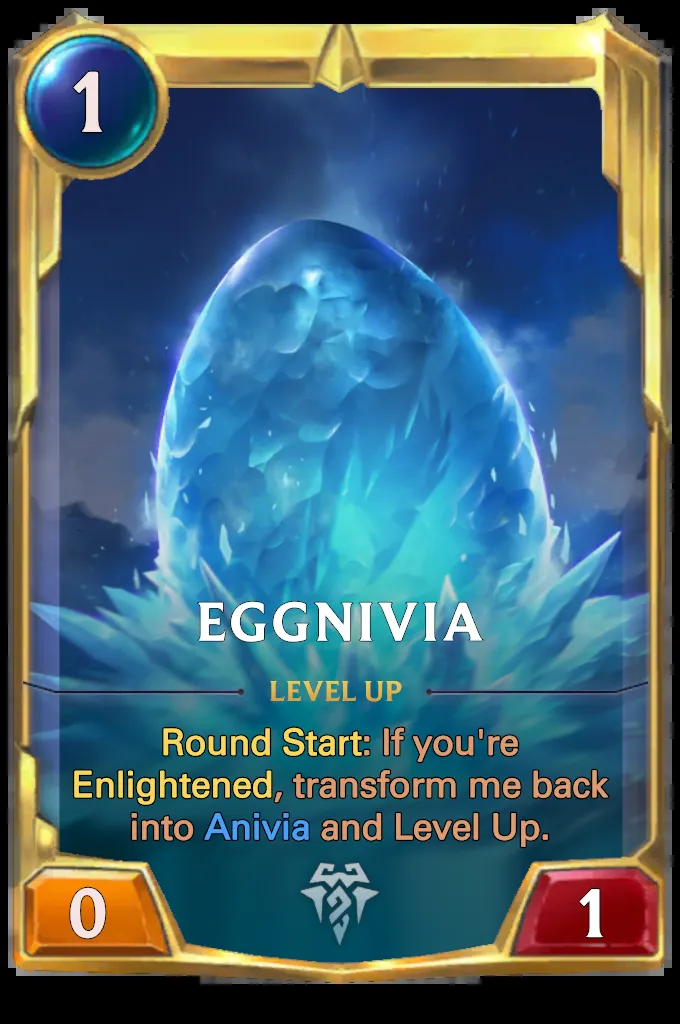 1
EGGNIVIA
LEVEL UP
Round Start: If you're
Enlightened, transform me back
into Anivia and Level Up.
0
1